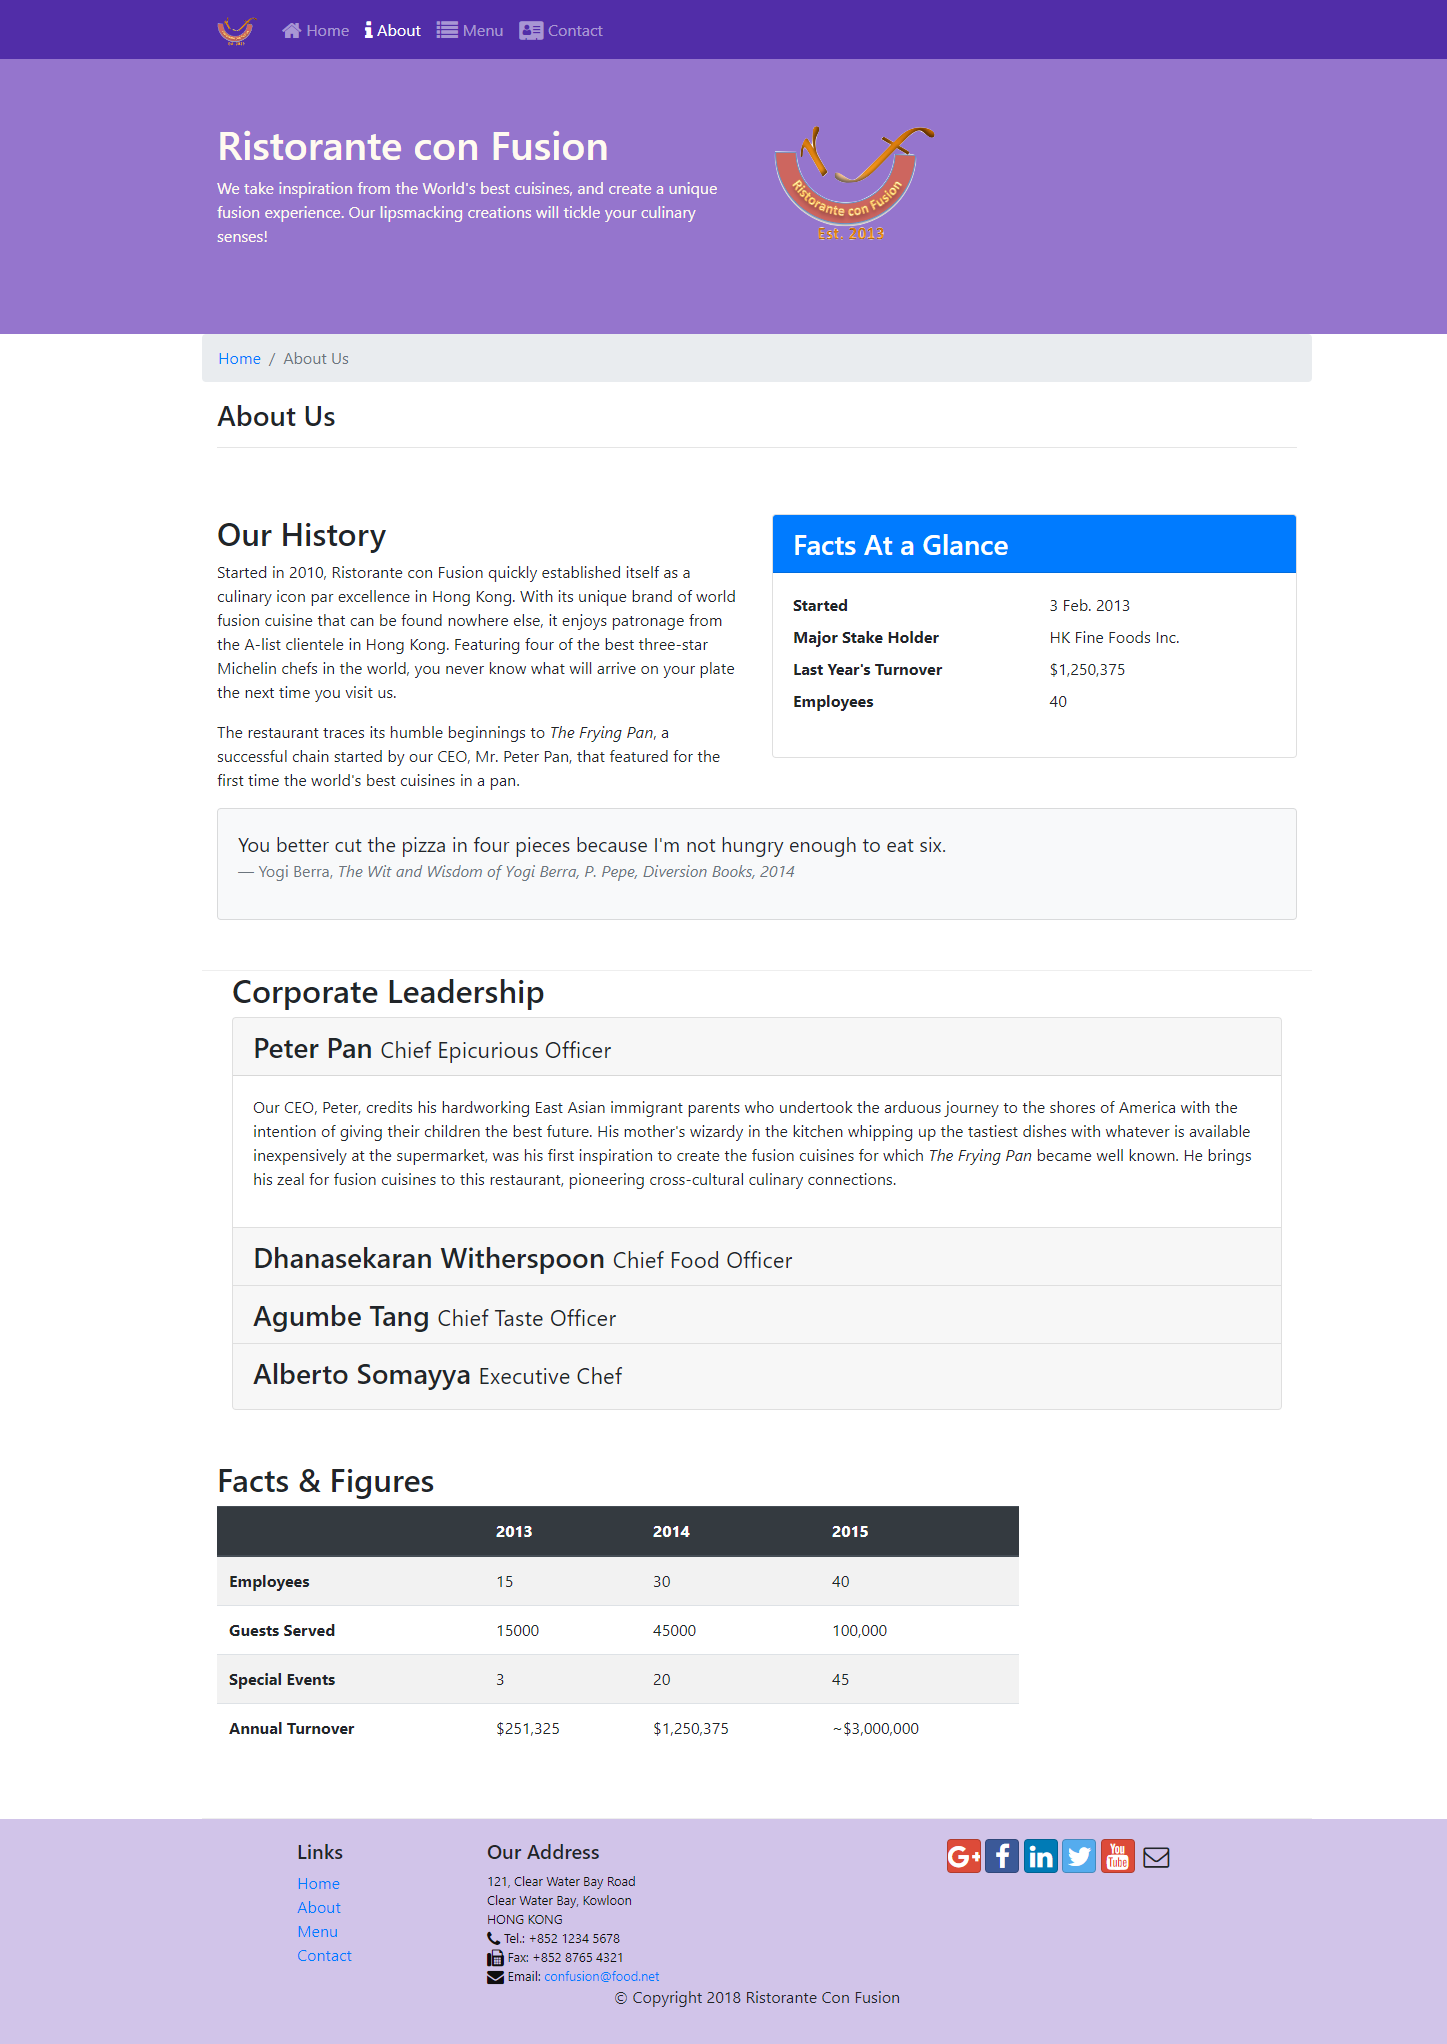 Home About Menu Contact
Ristorante con Fusion
We take inspiration from the World's best cuisines, and create a unique
fusion experience. Our lipsmacking creations will tickle your culinary
senses!
Ristorante con Fusion
Est. 2013
Home / About Us
About Us
Our History
Started in 2010, Ristorante con Fusion quickly established itself as a
culinary icon par excellence in Hong Kong. With its unique brand of world
fusion cuisine that can be found nowhere else, it enjoys patronage from
the A-list clientele in Hong Kong. Featuring four of the best three-star
Michelin chefs in the world, you never know what will arrive on your plate
the next time you visit us.
The restaurant traces its humble beginnings to The Frying Pan, a
successful chain started by our CEO, Mr. Peter Pan, that featured for the
first time the world's best cuisines in a pan.
Facts At a Glance
Started 3 Feb. 2013
Major Stake Holder HK Fine Foods Inc.
Last Year's Turnover $1,250,375
Employees 40
You better cut the pizza in four pieces because I'm not hungry enough to eat six.
— Yogi Berra, The Wit and Wisdom of Yogi Berra, P. Pepe, Diversion Books, 2014
Corporate Leadership
Peter Pan Chief Epicurious Officer
Our CEO, Peter, credits his hardworking East Asian immigrant parents who undertook the arduous journey to the shores of America with the
intention of giving their children the best future. His mother's wizardy in the kitchen whipping up the tastiest dishes with whatever is available
inexpensively at the supermarket, was his first inspiration to create the fusion cuisines for which The Frying Pan became well known. He brings
his zeal for fusion cuisines to this restaurant, pioneering cross-cultural culinary connections.
Dhanasekaran Witherspoon Chief Food Officer
Agumbe Tang Chief Taste Officer
Alberto Somayya Executive Chef
Facts & Figures
2013 2014 2015
Employees 15 30 40
Guests Served 15000 45000 100,000
Special Events 3 20 45
Annual Turnover $251,325 $1,250,375 ~$3,000,000
Links
Home
About
Menu
Contact
Our Address
121, Clear Water Bay Road
Clear Water Bay, Kowloon
HONG KONG
Tel.: +852 1234 5678
Fax: +852 8765 4321
Email: confusion@food.net
G+ f in You Tube
© Copyright 2018 Ristorante Con Fusion